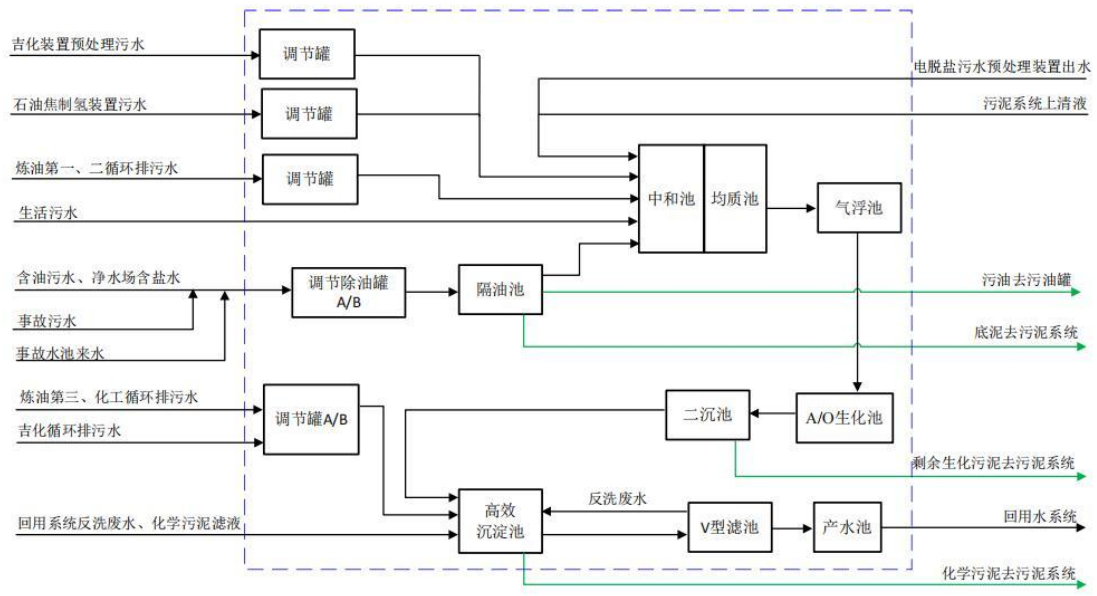 吉化装置预处理污水
调节罐
电脱盐污水预处理装置出水
石油焦制氢装置污水
调节罐
污泥系统上清液
炼油第一、二循环排污水
调节罐
中和池
均质池
气浮池
生活污水
含油污水、净水场含盐水
调节除油罐
A/B
隔油池
污油去污油罐
事故污水
底泥去污泥系统
事故水池来水
炼油第三、化工循环排污水
调节罐A/B
二沉池
A/O生化池
吉化循环排污水
剩余生化污泥去污泥系统
回用系统反洗废水、化学污泥滤液
高效
沉淀池
反洗废水
V型滤池
产水池
回用水系统
化学污泥去污泥系统